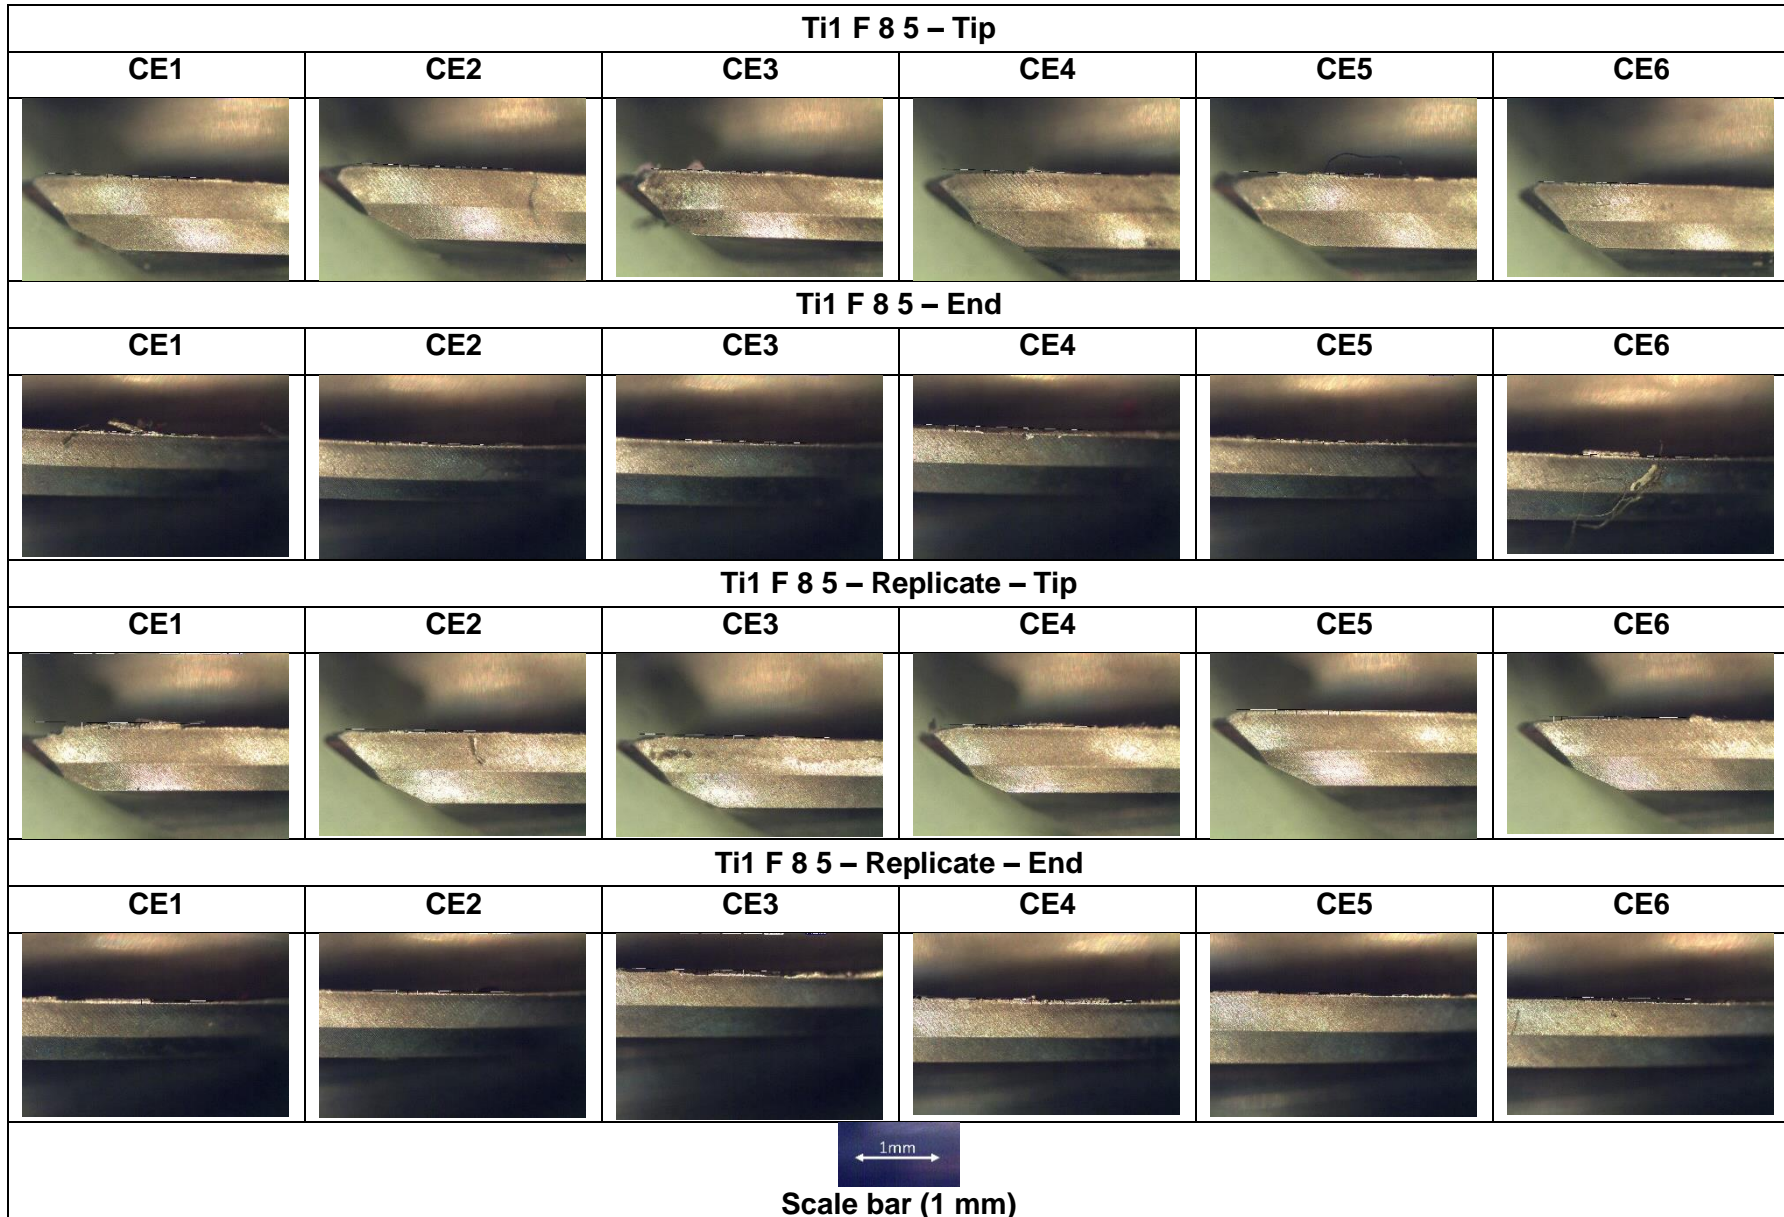 Ti1 F 8 5 – Tip
CE1 CE2 CE3 CE4 CE5 CE6
Ti1 F 8 5 – End
CE1 CE2 CE3 CE4 CE5 CE6
Ti1 F 8 5 – Replicate – Tip
CE1 CE2 CE3 CE4 CE5 CE6
Ti1 F 8 5 – Replicate – End
CE1 CE2 CE3 CE4 CE5 CE6
1mm
Scale bar (1 mm)